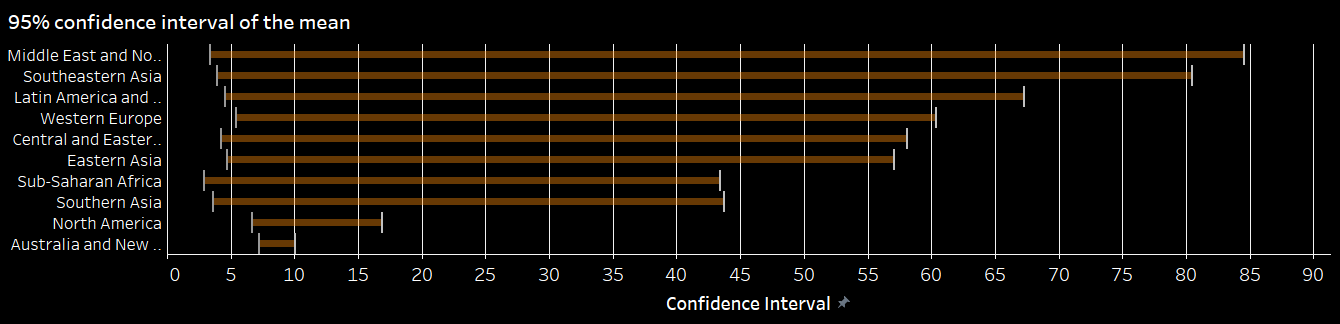 95% confidence interval of the mean
Middle East and No..
Southeastern Asia
Latin America and ..
Western Europe
Central and Easter..
Eastern Asia
Sub-Saharan Africa
Southern Asia
North America
Australia and New ..
0 5 10 15 20 25 30 35 40 45 50 55 60 65 70 75 80 85 90
Confidence Interval